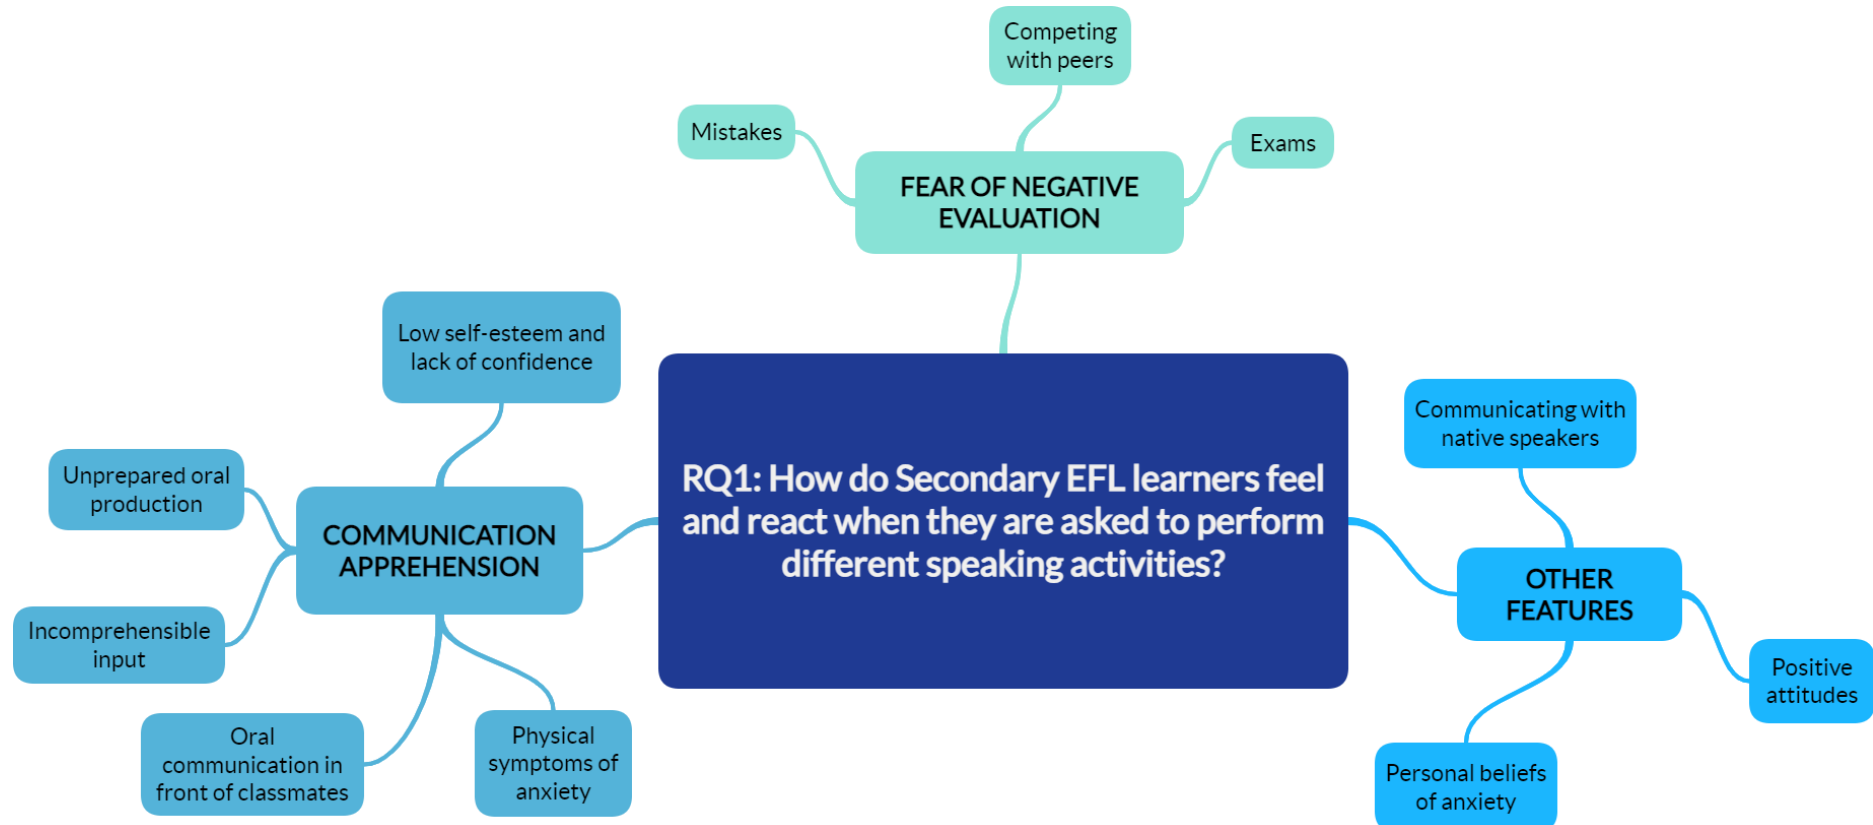 Competing
with peers
Mistakes
Exams
FEAR OF NEGATIVE
EVALUATION
Low self-esteem and
lack of confidence
Unprepared oral
production
COMMUNICATION
APPREHENSION
Incomprehensible
input
Oral
communication in
front of classmates
Physical
symptoms of
anxiety
RQ1: How do Secondary EFL learners feel
and react when they are asked to perform
different speaking activities?
Communicating with
native speakers
OTHER
FEATURES
Positive
attitudes
Personal beliefs
of anxiety